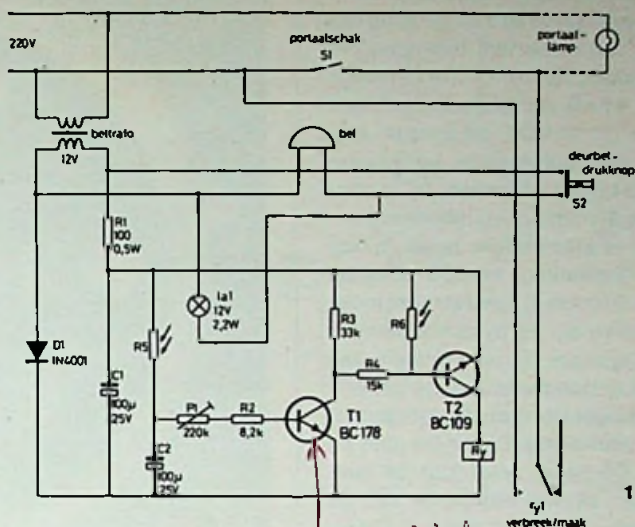 220V
portaalschak
S1
portaal-
lamp
beltrafo
12V
bel
deurbel-
drukknop
S2
R1
100
0,5W
la1
12V
2,2W
D1
1N4001
C1
100µ
25V
R5
P1
220k
R2
8,2k
C2
100µ
25V
R3
33k
R4
15k
R6
T1
BC178
T2
BC109
Ry
ry1
verbreek/maak
1